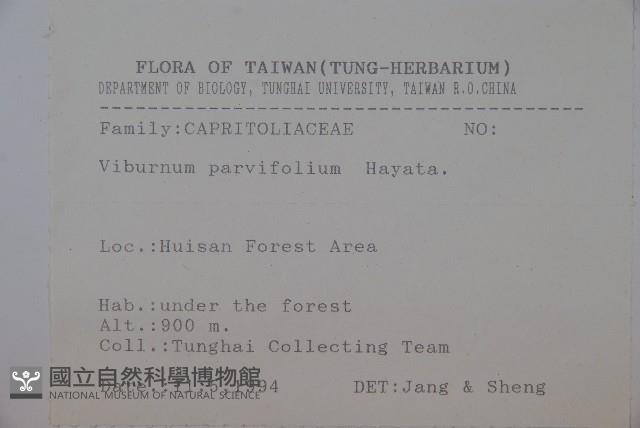 FLORA OF TAIWAN(TUNG-HERBARIUM)
DEPARTMENT OF BIOLOGY, TUNGHAI UNIVERSITY, TAIWAN R.O.CHINA
Family:CAPRITOLIACEAE NO:
Viburnum parvifolium Hayata.
Loc.:Huisan Forest Area
Hab.:under the forest
Alt.:900 m.
Coll.:Tunghai Collecting Team
1994 DET:Jang & Sheng
國立自然科學博物館
NATIONAL MUSEUM OF NATURAL SCIENCE